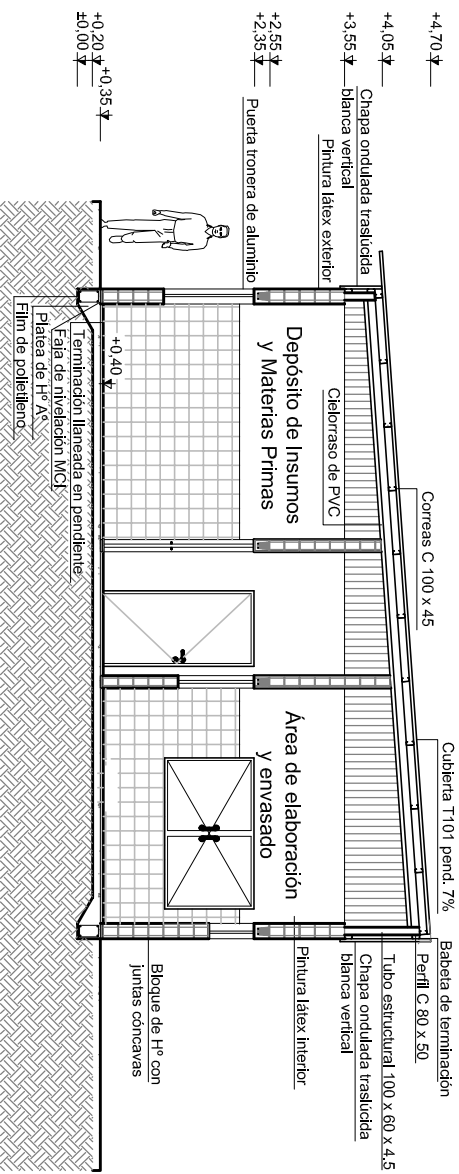 +4,70
+4,05
+3,55
+2,55
+2,35
+0,35
+0,20
±0,00
Chapa ondulada traslúcida
blanca vertical
Pintura látex exterior
Puerta tronera de aluminio
Depósito de Insumos
y Materias Primas
Cielorraso de PVC
Correas C 100 x 45
Cubierta T101 pend. 7%
Babeta de terminación
Perfil C 80 x 50
Tubo estructural 100 x 60 x 4.5
Chapa ondulada traslúcida
blanca vertical
Pintura látex interior
Área de elaboración
y envasado
Bloque de Hº con
juntas cóncavas
+0,40
Terminación llaneada en pendiente
Faja de nivelación MCI
Platea de Hº Aº
Film de polietileno